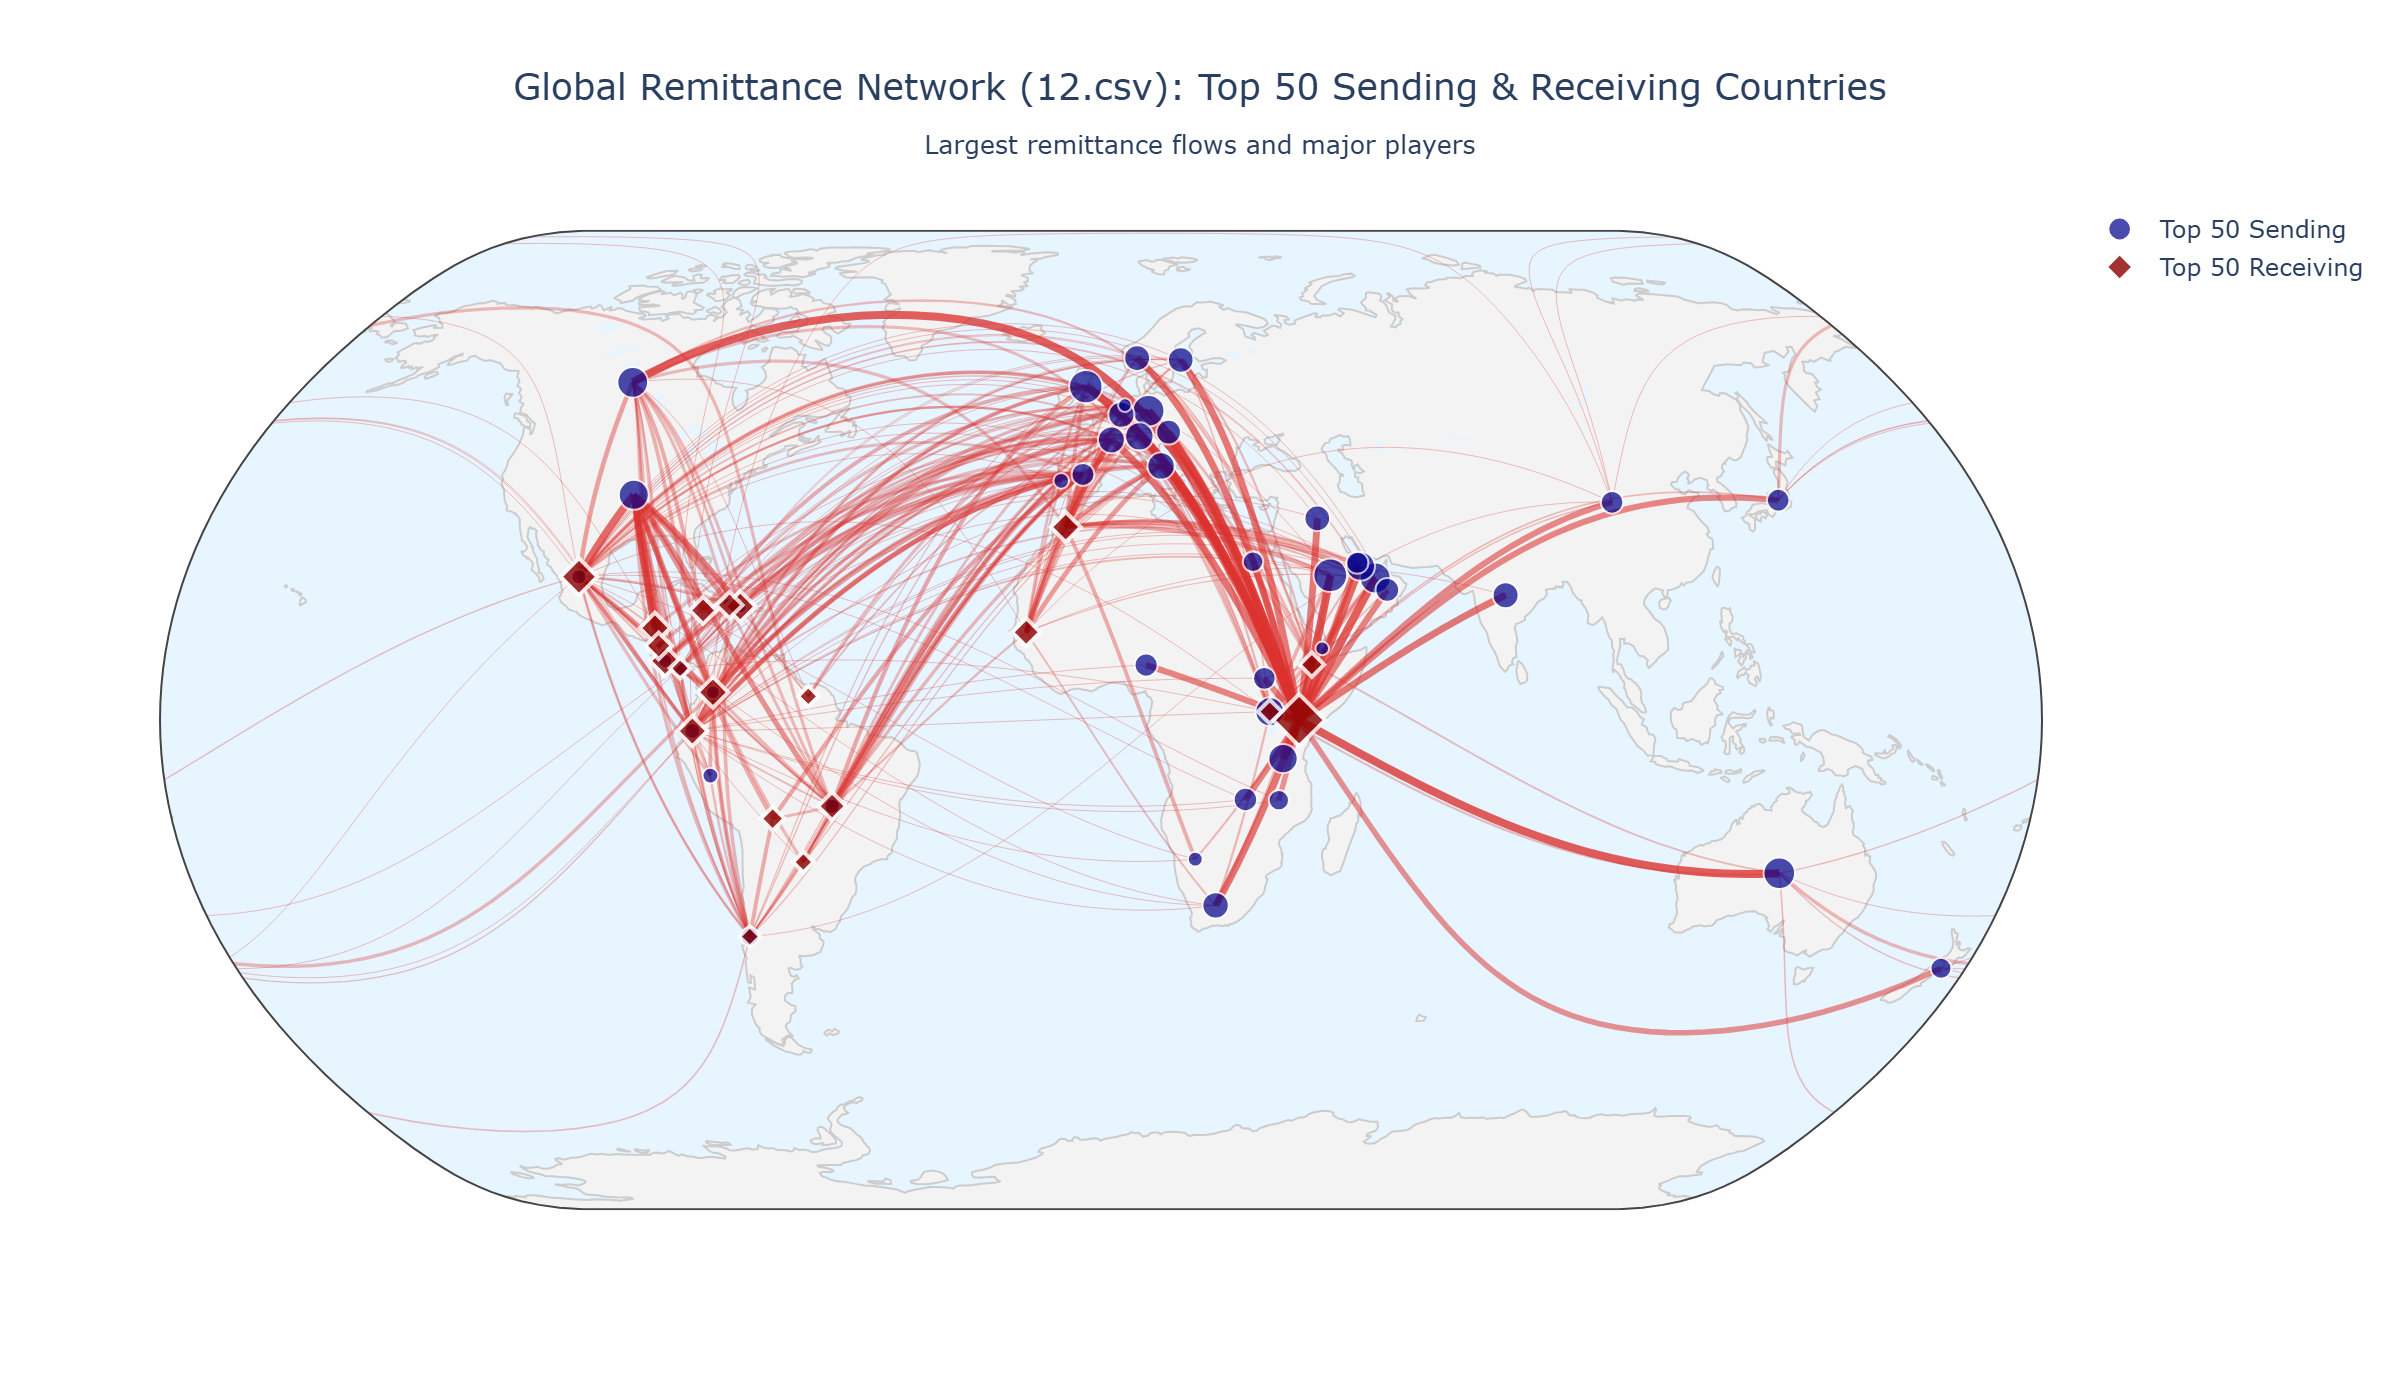 Global Remittance Network (12.csv): Top 50 Sending & Receiving Countries
Largest remittance flows and major players
Top 50 Sending
Top 50 Receiving